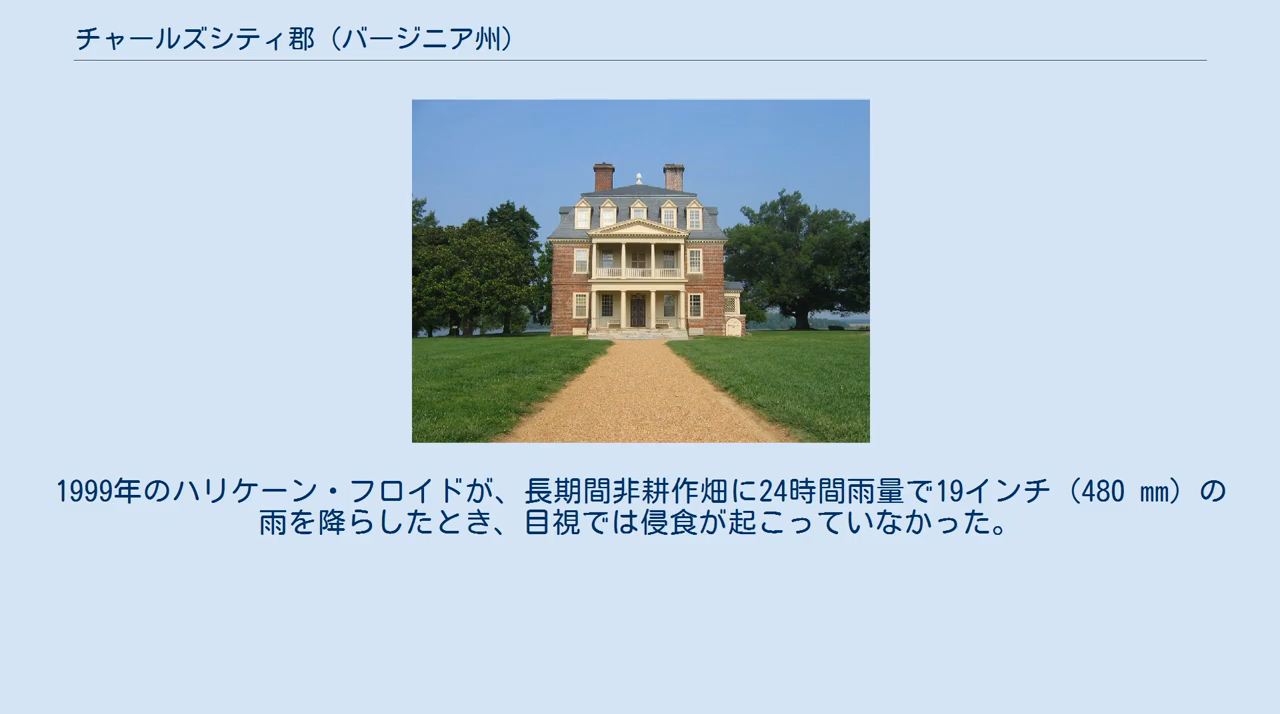 チャールズシティ郡（バージニア州）
1999年のハリケーン・フロイドが、長期間非耕作畑に24時間雨量で19インチ（480 mm）の
雨を降らしたとき、目視では侵食が起こっていなかった。